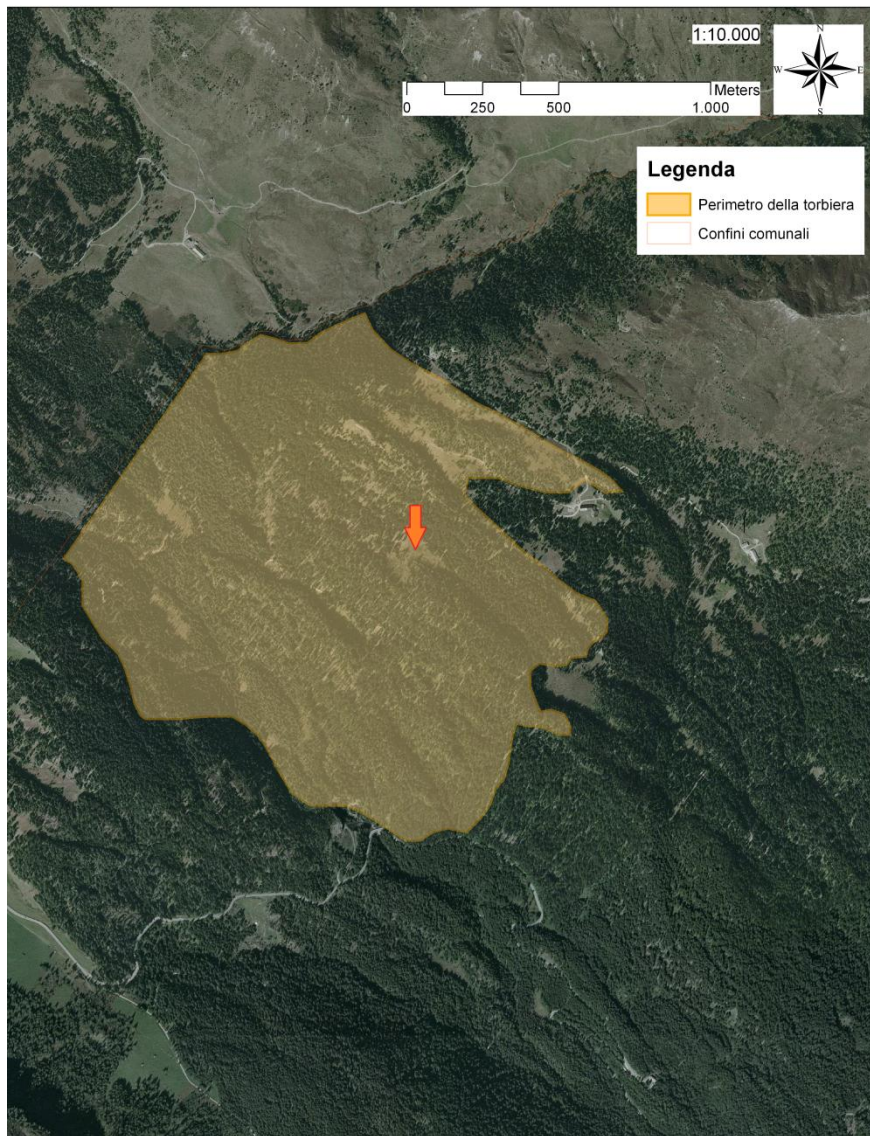 1:10.000
N
W E
S
Meters
0 250 500 1.000
Legenda
Perimetro della torbiera
Confini comunali